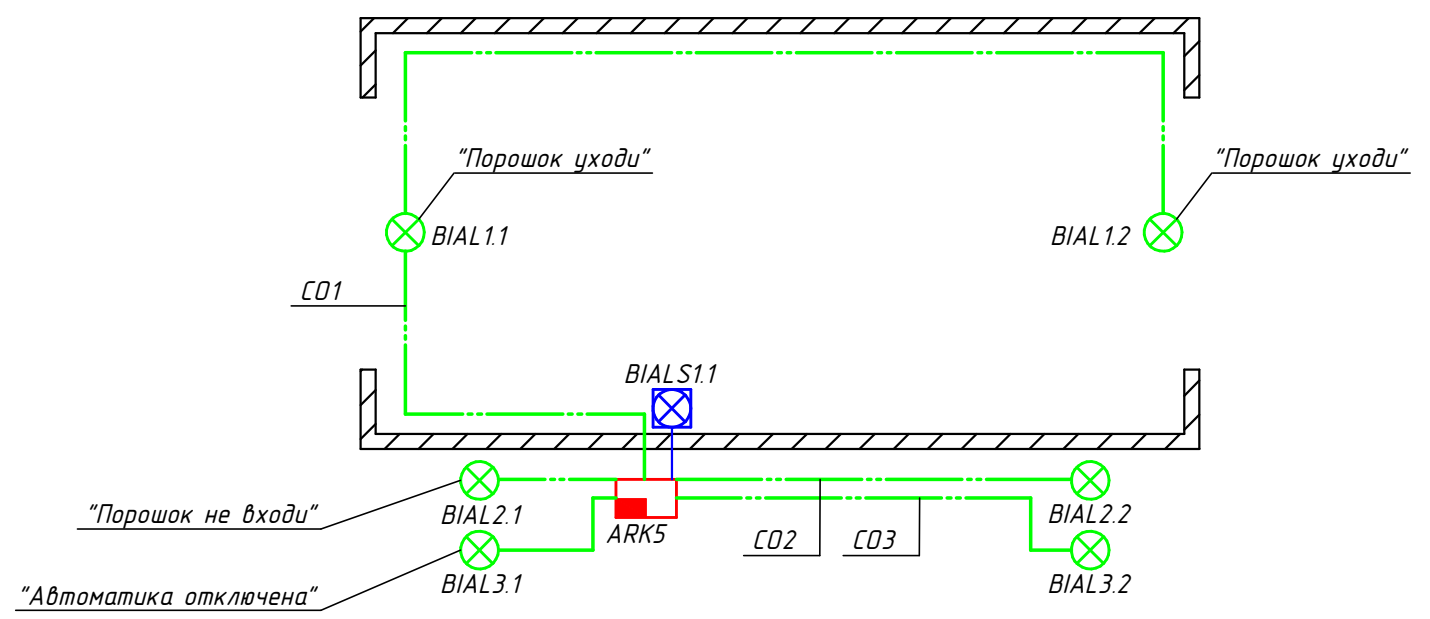 "Порошок уходи"
"Порошок уходи"
BIAL1.1
BIAL1.2
CO1
BIALS1.1
"Порошок не входи"
BIAL2.1
ARK5
CO2
CO3
BIAL2.2
"Автоматика отключена"
BIAL3.1
BIAL3.2